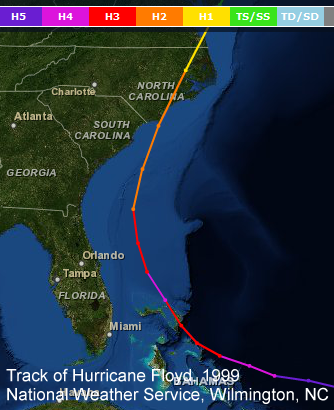 H5 H4 H3 H2 H1 TS/SS TD/SD
NORTH
CAROLINA
Charlotte
Atlanta
SOUTH
CAROLINA
GEORGIA
Orlando
Tampa
FLORIDA
Miami
Track of Hurricane Floyd, 1999
BAHAMAS
National Weather Service, Wilmington, NC